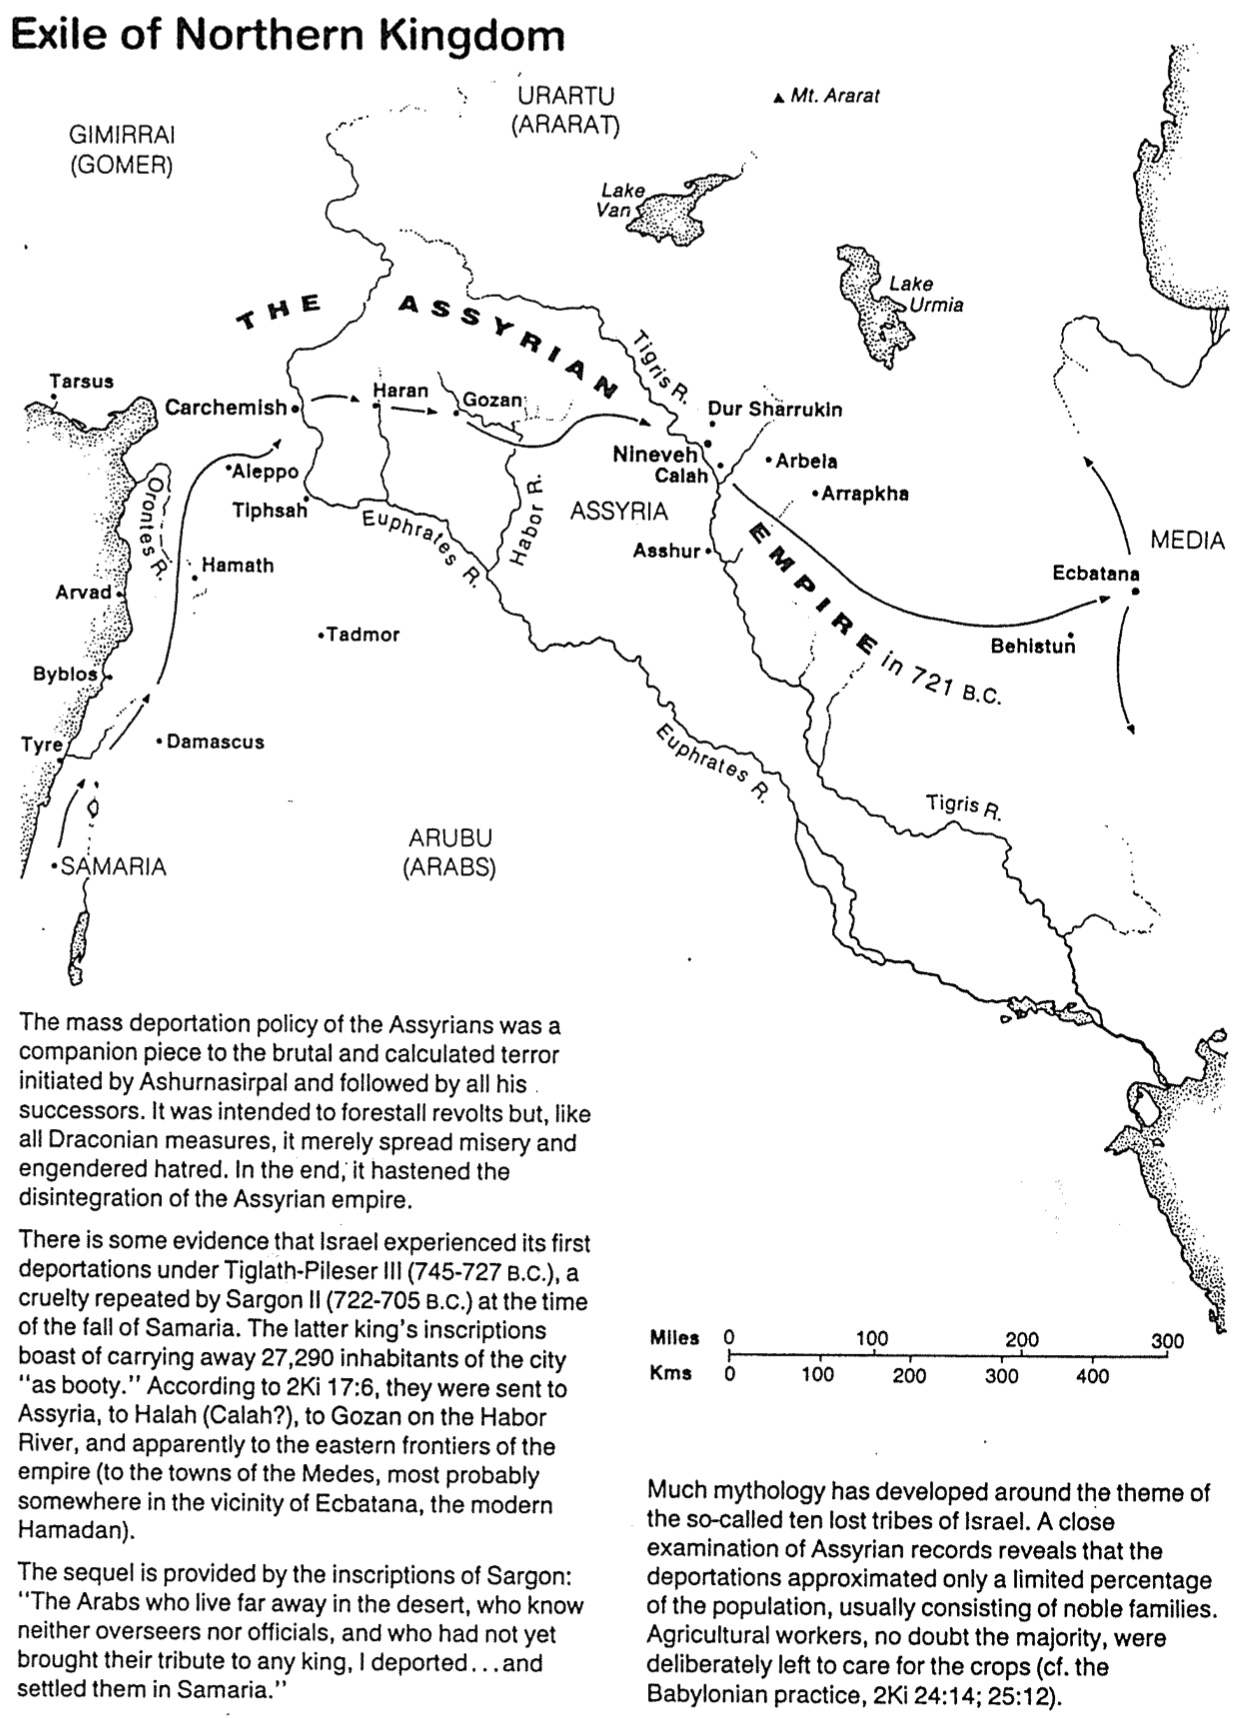 Exile of Northern Kingdom
URARTU
(ARARAT)
▲ Mt. Ararat
GIMIRRAI
(GOMER)
Lake
Van
Lake
Urmia
THE ASSYRIAN
Tigris R.
Tarsus
Carchemish
Haran
Gozan
Dur Sharrukin
Nineveh
Calah
Arbela
Arrapkha
Aleppo
Tiphsah
Orontes R.
Euphrates R.
Habor R.
ASSYRIA
Asshur
EMPIRE in 721 B.C.
MEDIA
Ecbatana
Behistun
Hamath
Arvad
Tadmor
Byblos
Tyre
Damascus
Euphrates R.
Tigris R.
ARUBU
(ARABS)
SAMARIA
The mass deportation policy of the Assyrians was a
companion piece to the brutal and calculated terror
initiated by Ashurnasirpal and followed by all his
successors. It was intended to forestall revolts but, like
all Draconian measures, it merely spread misery and
engendered hatred. In the end, it hastened the
disintegration of the Assyrian empire.
There is some evidence that Israel experienced its first
deportations under Tiglath-Pileser III (745-727 B.C.), a
cruelty repeated by Sargon II (722-705 B.C.) at the time
of the fall of Samaria. The latter king's inscriptions
boast of carrying away 27,290 inhabitants of the city
"as booty." According to 2Ki 17:6, they were sent to
Assyria, to Halah (Calah?), to Gozan on the Habor
River, and apparently to the eastern frontiers of the
empire (to the towns of the Medes, most probably
somewhere in the vicinity of Ecbatana, the modern
Hamadan).
The sequel is provided by the inscriptions of Sargon:
"The Arabs who live far away in the desert, who know
neither overseers nor officials, and who had not yet
brought their tribute to any king, I deported...and
settled them in Samaria."
Miles 0 100 200 300
Kms 0 100 200 300 400
Much mythology has developed around the theme of
the so-called ten lost tribes of Israel. A close
examination of Assyrian records reveals that the
deportations approximated only a limited percentage
of the population, usually consisting of noble families.
Agricultural workers, no doubt the majority, were
deliberately left to care for the crops (cf. the
Babylonian practice, 2Ki 24:14; 25:12).